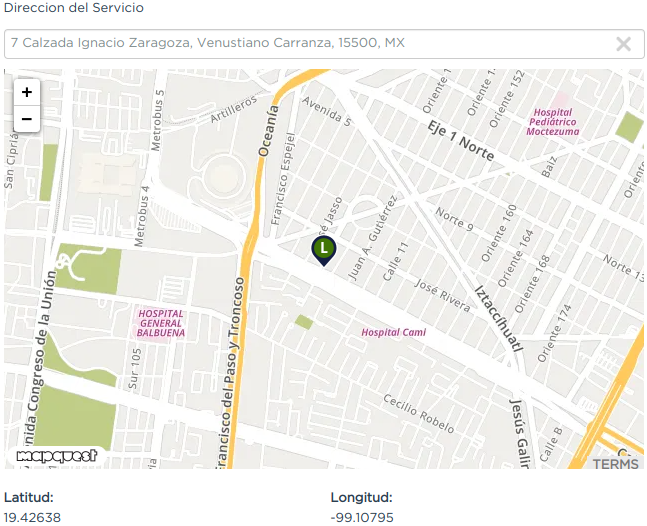 Direccion del Servicio
7 Calzada Ignacio Zaragoza, Venustiano Carranza, 15500, MX
+
−
San Ciprián
Metrobus 5
Artilleros
Oceanía
Avenida 5
Eje 1 Norte
Oriente 148
Oriente 152
Hospital
Pediátrico
Moctezuma
Oriente
Francisco Espejel
Metrobus 4
Jasso
L
Juan A. Gutiérrez
Calle 11
Norte 9
Baiz
Oriente 160
Oriente 164
Oriente 168
Norte 13
José Rivera
Iztaccíhuatl
Oriente 174
HOSPITAL
GENERAL
BALBUENA
Hospital Cami
Sur 105
Francisco del Paso y Troncoso
nida Congreso de la Unión
Cecilio Robelo
Jesús Galin
Calle B
C
mapquest
TERMS
Latitud:
Longitud:
19.42638
-99.10795